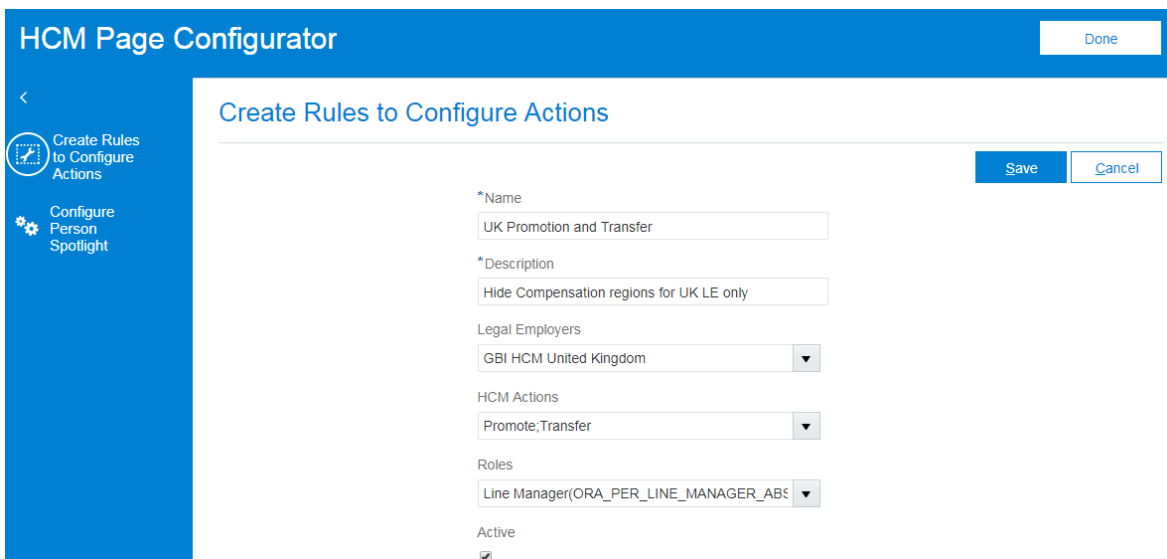 HCM Page Configurator
Done
Create Rules
to Configure
Actions
Configure
Person
Spotlight
Create Rules to Configure Actions
Save
Cancel
*Name
UK Promotion and Transfer
*Description
Hide Compensation regions for UK LE only
Legal Employers
GBI HCM United Kingdom
HCM Actions
Promote;Transfer
Roles
Line Manager(ORA_PER_LINE_MANAGER_ABS
Active